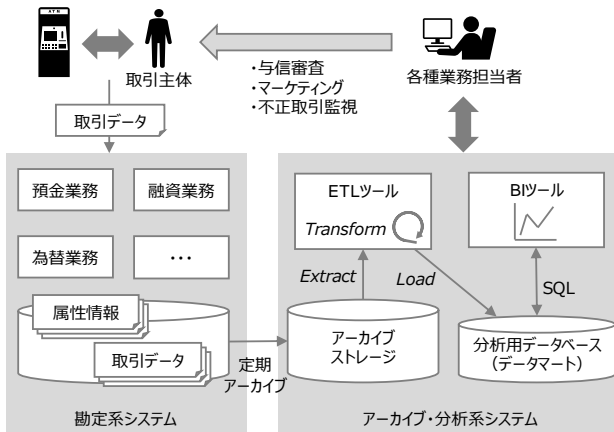 ATM
取引主体
・与信審査
・マーケティング
・不正取引監視
各種業務担当者
取引データ
預金業務
融資業務
為替業務
・・・
属性情報
取引データ
勘定系システム
定期
アーカイブ
ETLツール
Transform
Extract
Load
BIツール
SQL
アーカイブ
ストレージ
分析用データベース
（データマート）
アーカイブ・分析系システム